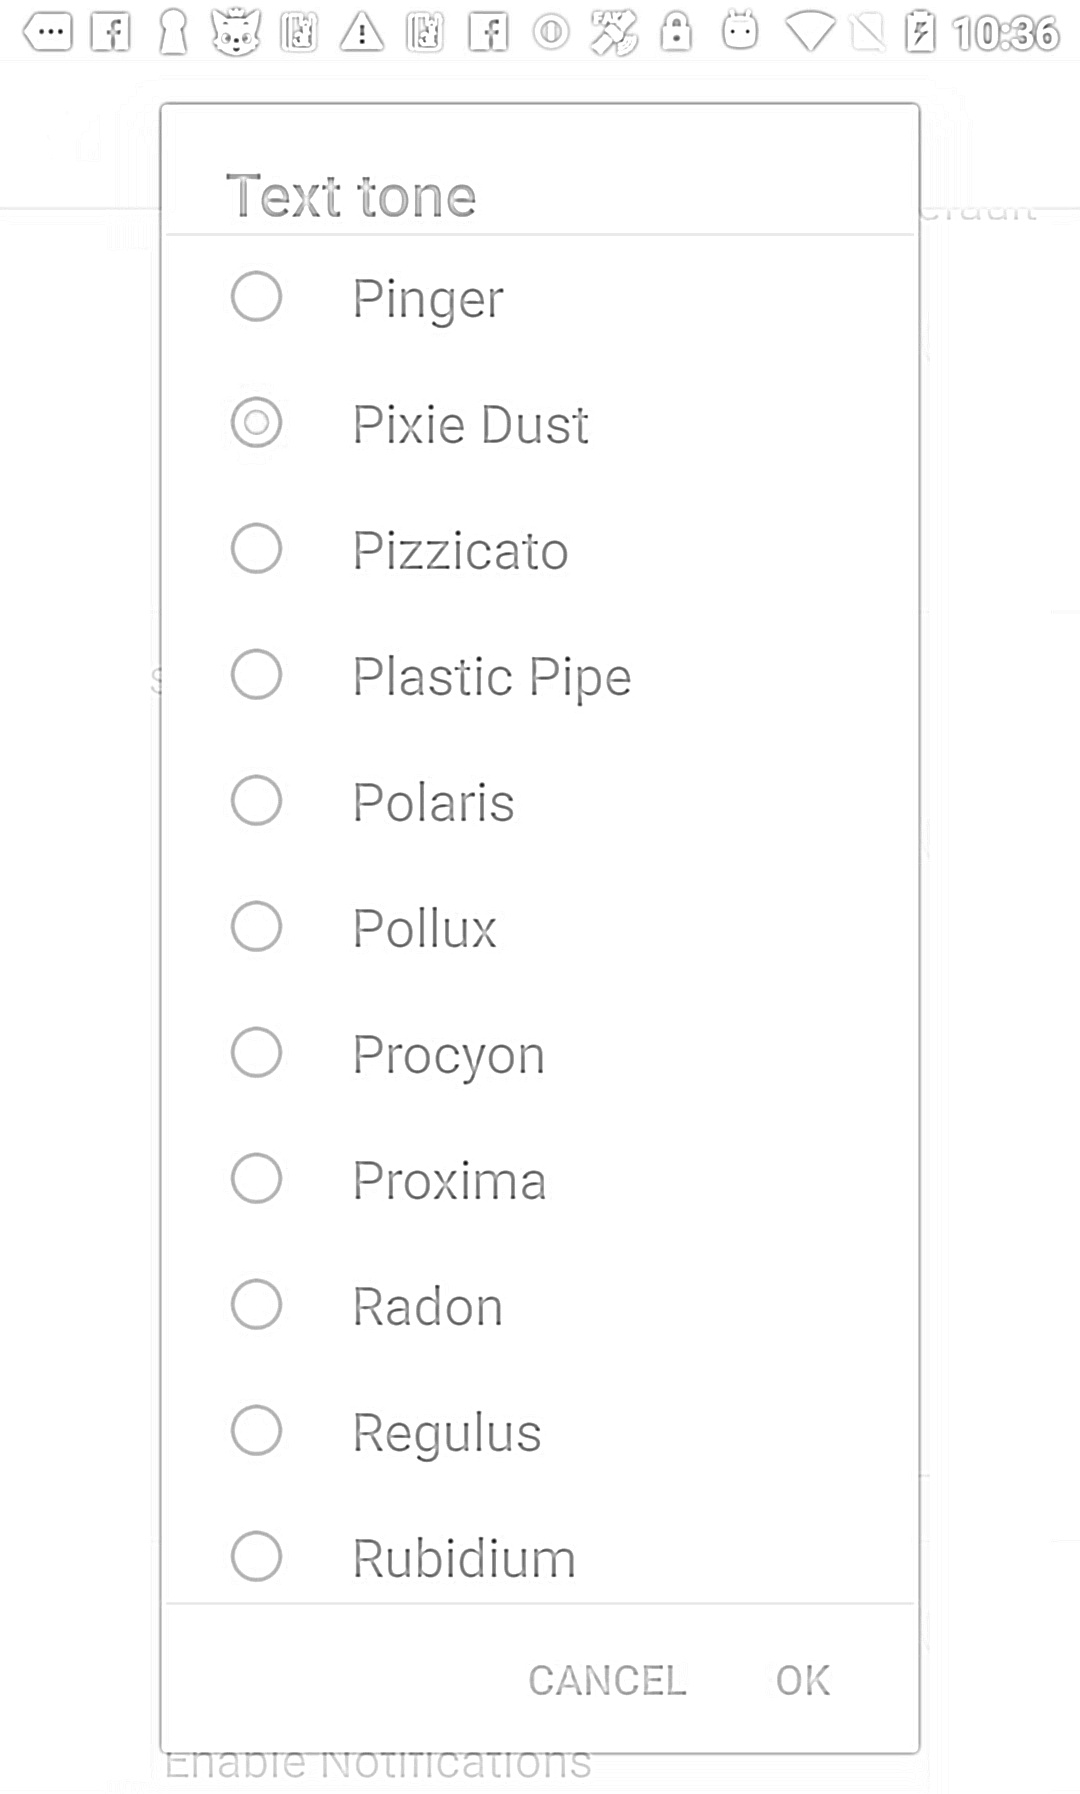 10:36
Text tone
Pinger
Pixie Dust
Pizzicato
Plastic Pipe
Polaris
Pollux
Procyon
Proxima
Radon
Regulus
Rubidium
CANCEL OK
Enable Notifications